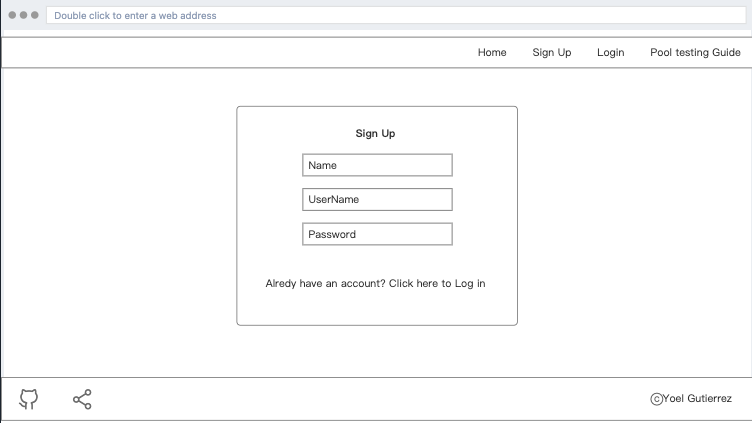 Double click to enter a web address
Home Sign Up Login Pool testing Guide
Sign Up
Name
UserName
Password
Alredy have an account? Click here to Log in
©Yoel Gutierrez